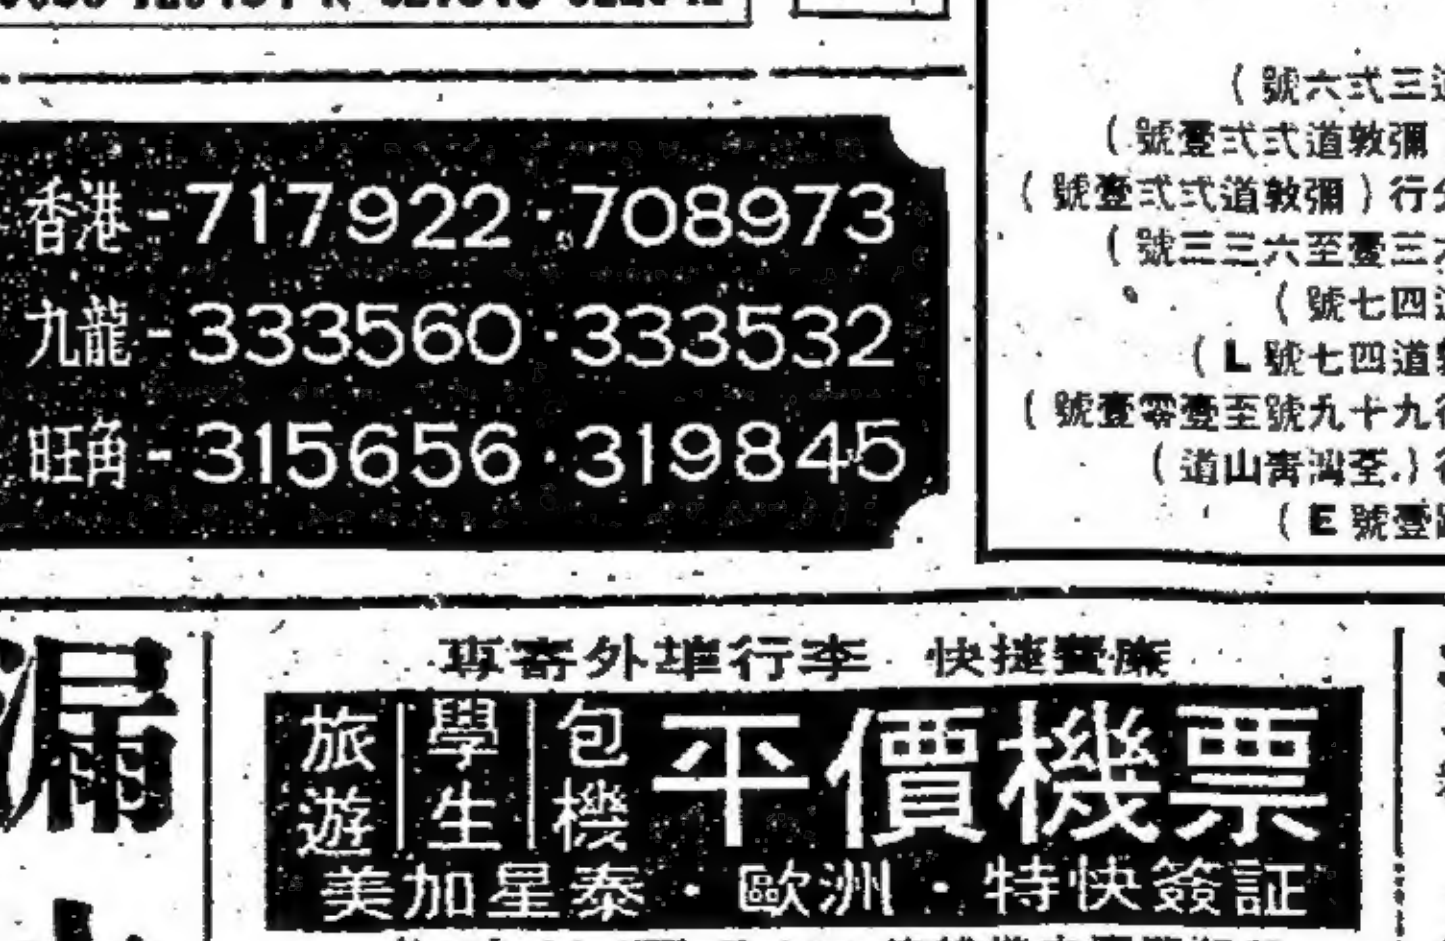 香港-717922·708973
九龍-333560·333532
旺角-315656·319845
(號六弍三
(號壹弍弍道敦彌
(號壹弍弍道敦彌)行
(號三三六至壹三
(號七四
(L號七四道
(號壹零壹至號九十九
(道山青灣荃)
(E號壹
漏
專寄外埠行李 快捷費廉
旅遊|學生|包機 平價機票
美加星泰·歐洲·特快簽証